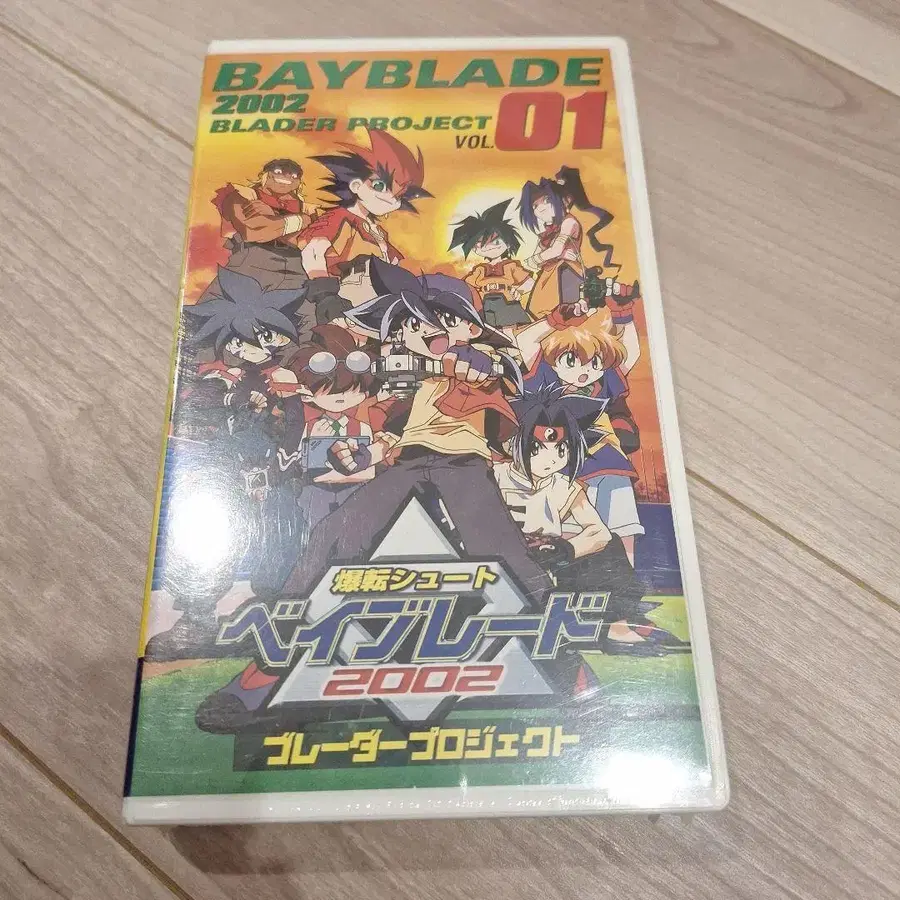 BAYBLADE
2002
BLADER PROJECT
VOL. 01
爆転シュート
ベイブレード
2002
ブレーダープロジェクト